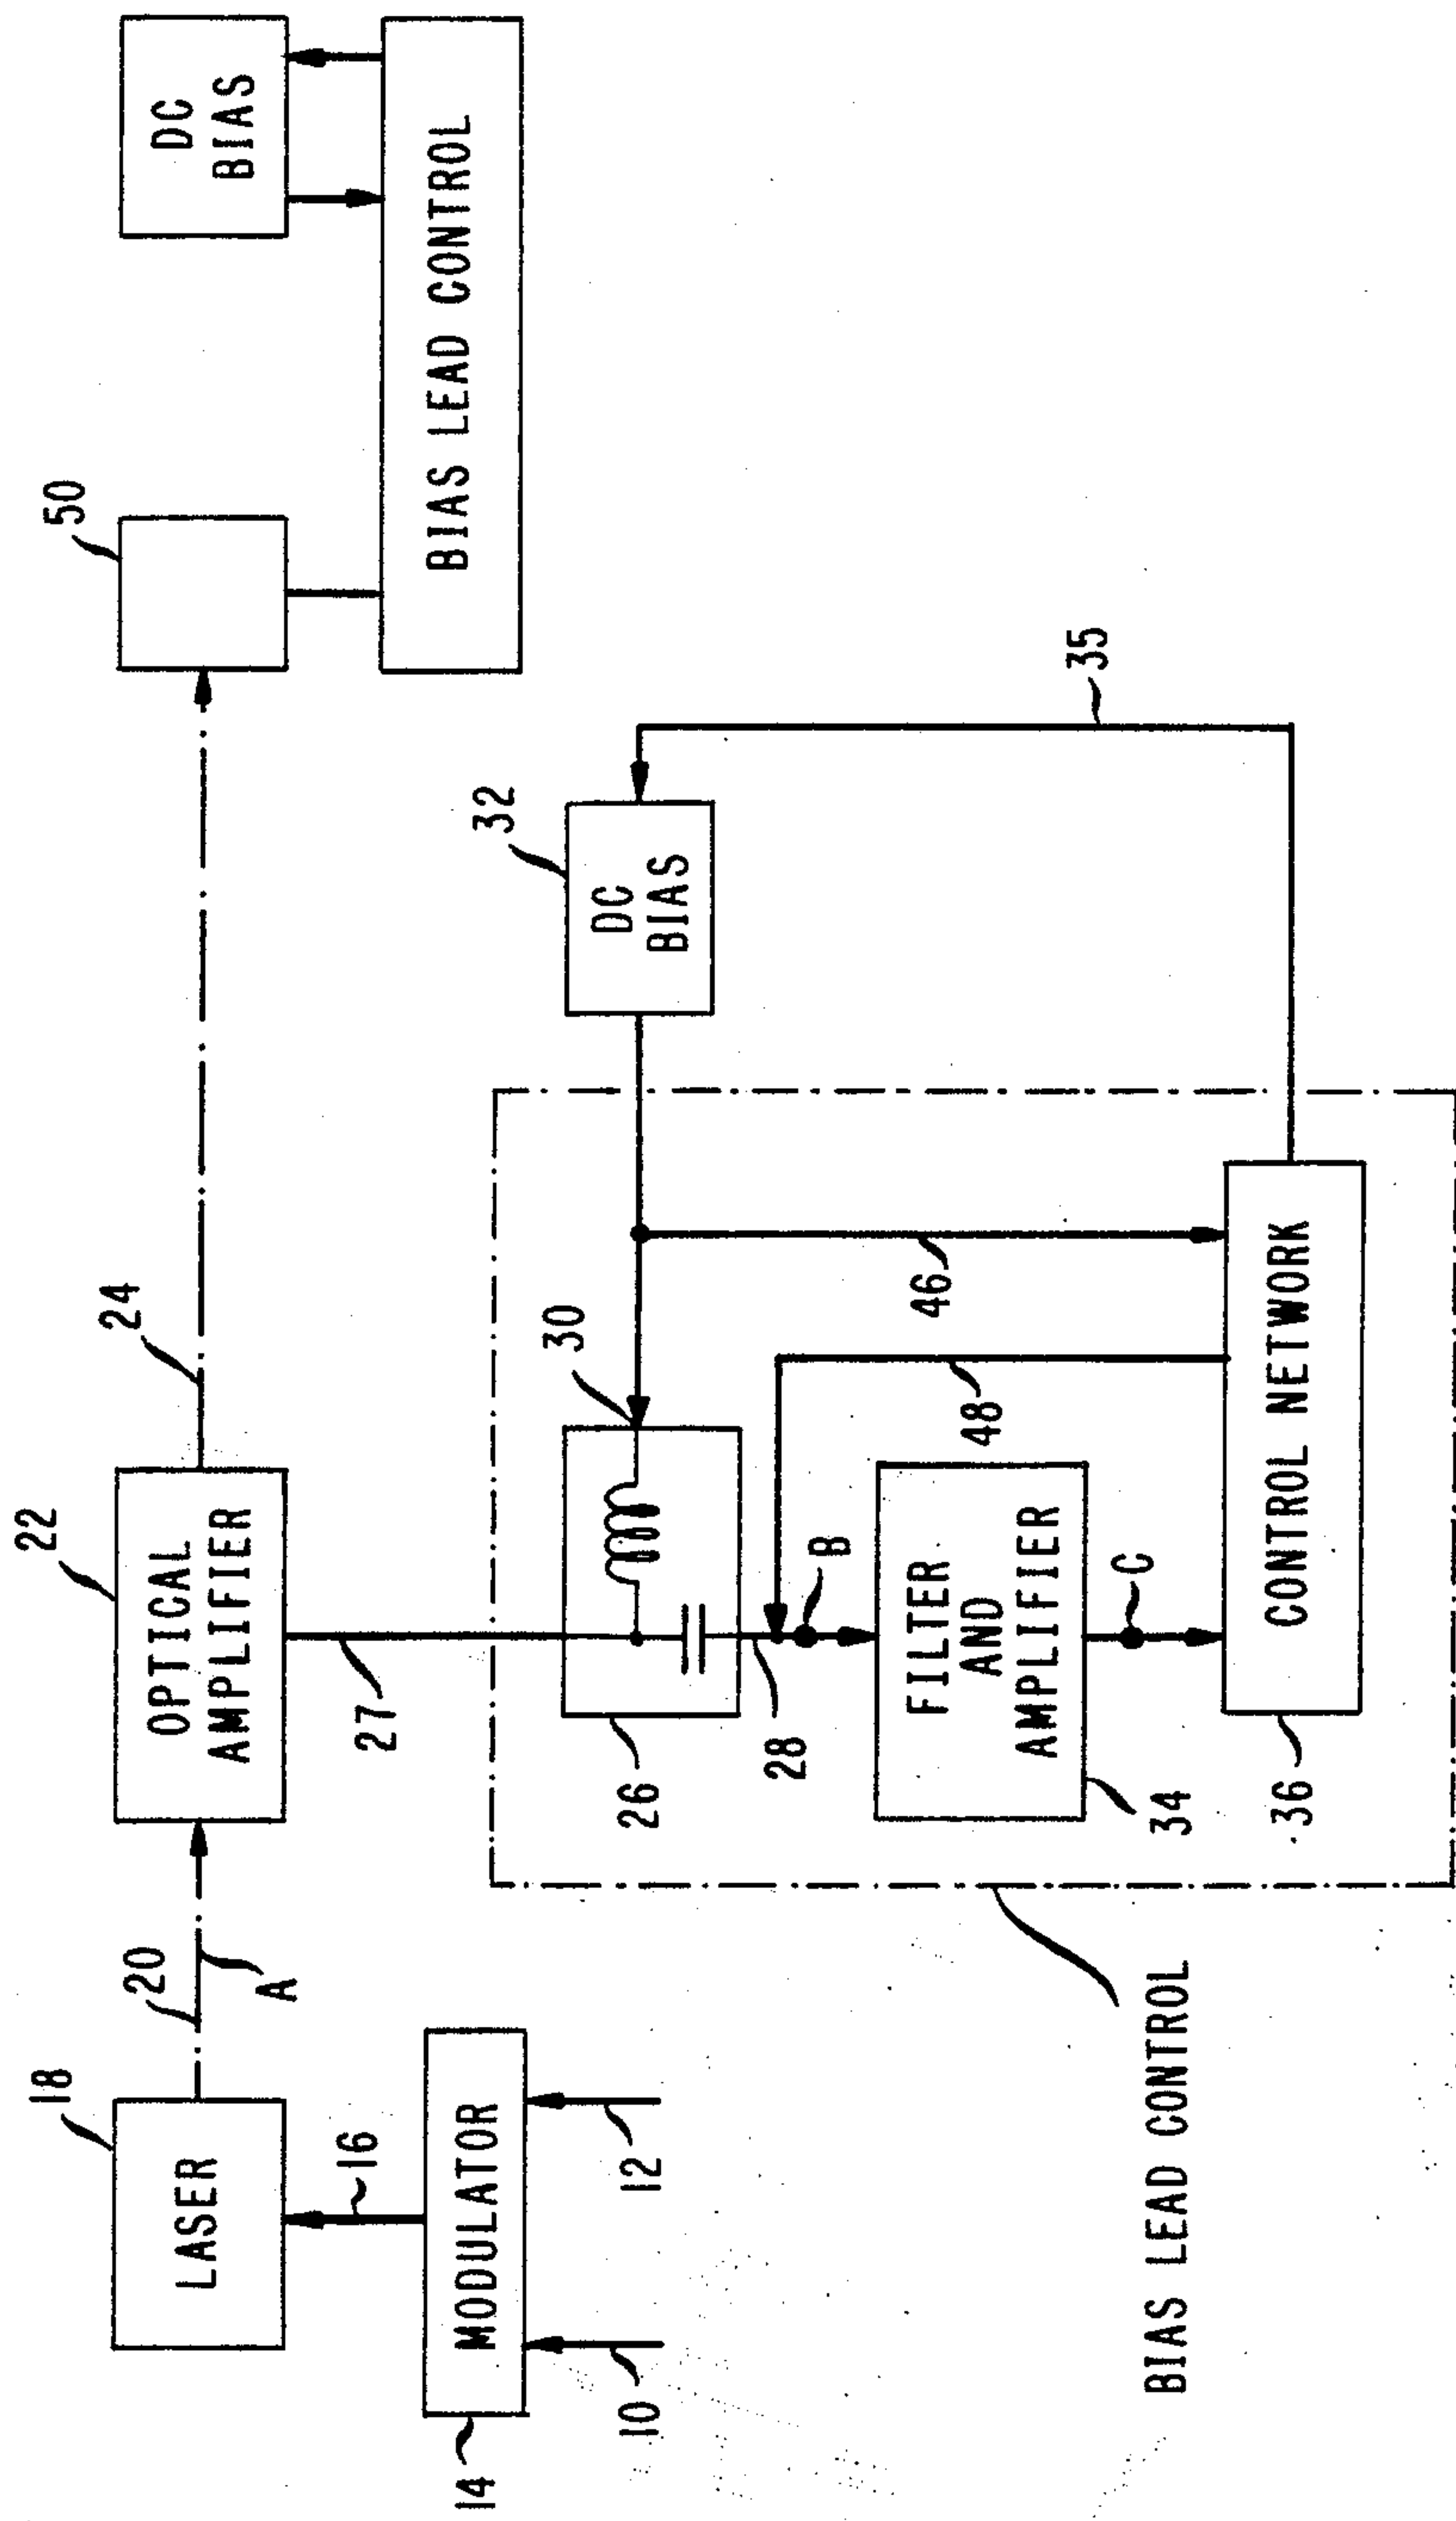 18
LASER
16
MODULATOR
14
10
12
20
A
22
OPTICAL
AMPLIFIER
24
27
50
DC
BIAS
BIAS LEAD CONTROL
26
30
28
B
32
DC
BIAS
FILTER
AND
AMPLIFIER
34
C
48
46
35
CONTROL NETWORK
36
BIAS LEAD CONTROL